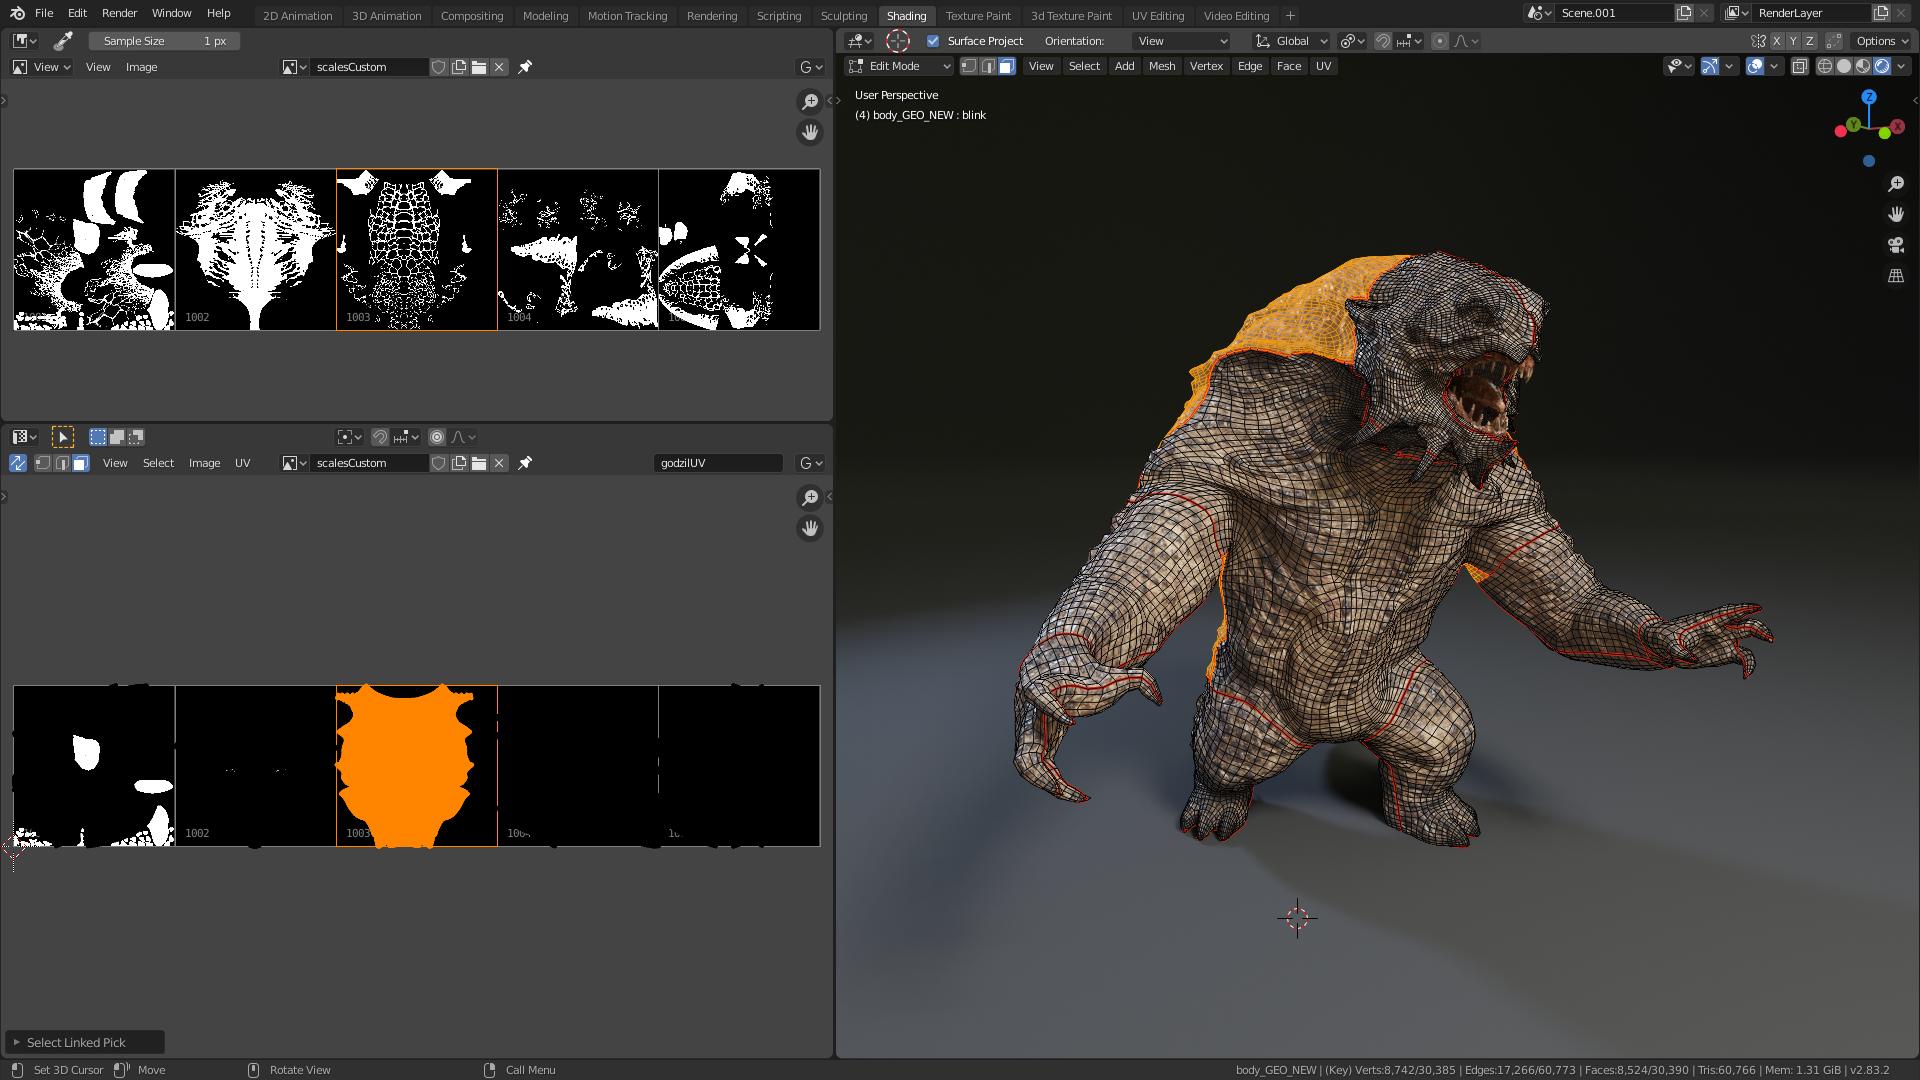 File Edit Render Window Help 2D Animation 3D Animation Compositing Modeling Motion Tracking Rendering Scripting Sculpting Shading Texture Paint 3d Texture Paint UV Editing Video Editing + Scene.001 RenderLayer
Sample Size 1 px
Surface Project Orientation: View Global X Y Z Options
View View Image scalesCustom G
Edit Mode View Select Add Mesh Vertex Edge Face UV
User Perspective
(4) body_GEO_NEW : blink
Z
Y X
1002 1003 1004
View Select Image UV scalesCustom godzilUV G
1002 1003
Select Linked Pick
Set 3D Cursor Move Rotate View Call Menu
body_GEO_NEW | (Key) Verts:8,742/30,385 | Edges:17,266/60,773 | Faces:8,524/30,390 | Tris:60,766 | Mem: 1.31 GiB | v2.83.2